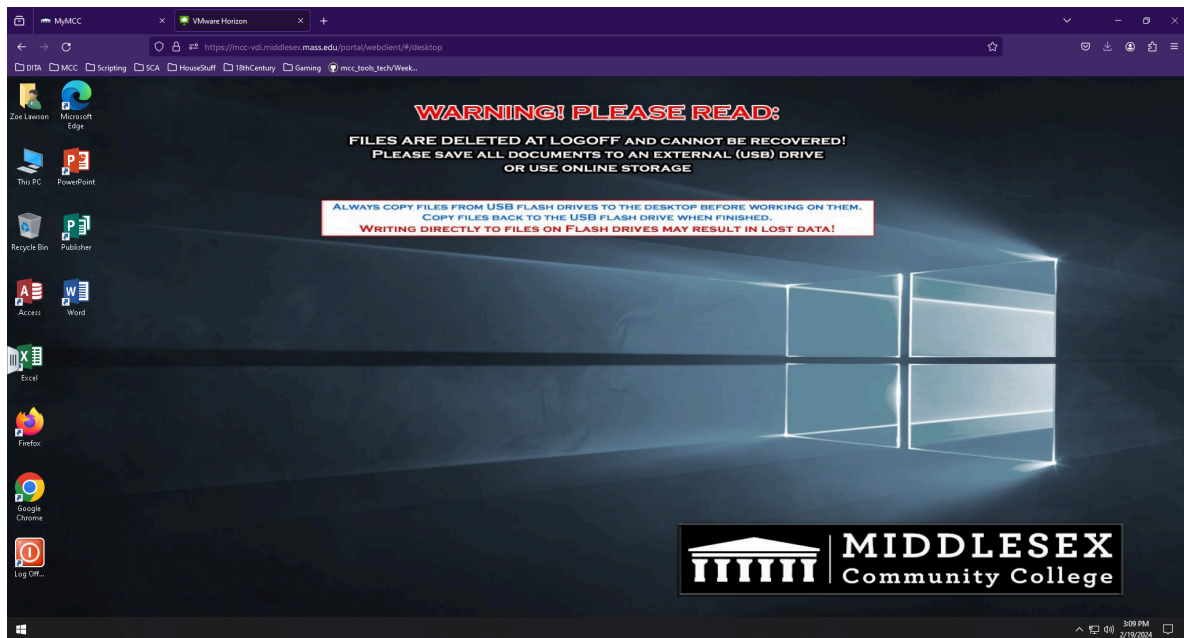 MyMCC
VMware Horizon
https://mcc-vdi.middlesex.mass.edu/portal/webclient/#/desktop
DITA MCC Scripting SCA HouseStuff 18thCentury Gaming mcc_tools_tech/Week...
Zoe Lawson
Microsoft
Edge
This PC
PowerPoint
Recycle Bin
Publisher
Access
Word
Excel
Firefox
Google
Chrome
Log Off...
WARNING! PLEASE READ:
FILES ARE DELETED AT LOGOFF AND CANNOT BE RECOVERED!
PLEASE SAVE ALL DOCUMENTS TO AN EXTERNAL (USB) DRIVE
OR USE ONLINE STORAGE
ALWAYS COPY FILES FROM USB FLASH DRIVES TO THE DESKTOP BEFORE WORKING ON THEM.
COPY FILES BACK TO THE USB FLASH DRIVE WHEN FINISHED.
WRITING DIRECTLY TO FILES ON FLASH DRIVES MAY RESULT IN LOST DATA!
MIDDLESEX
Community College
3:09 PM
2/19/2024